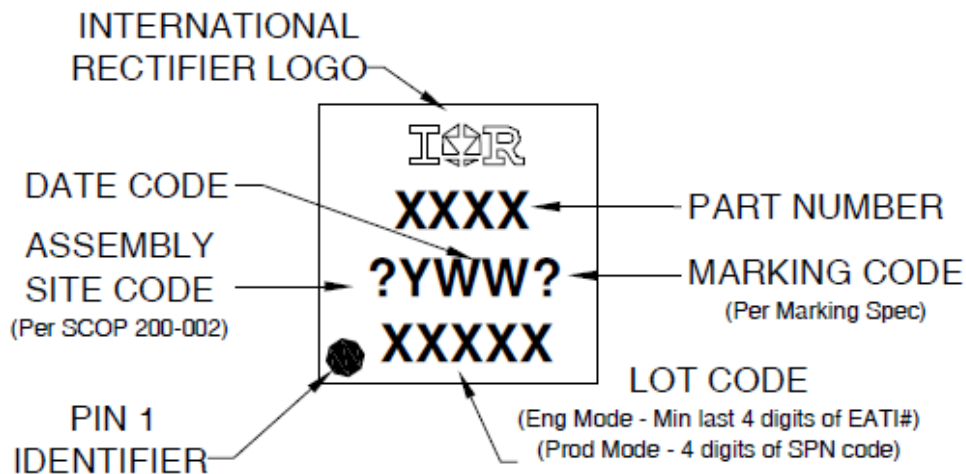 INTERNATIONAL
RECTIFIER LOGO
IOR
DATE CODE
XXXX
PART NUMBER
ASSEMBLY
SITE CODE
(Per SCOP 200-002)
?YWW?
MARKING CODE
(Per Marking Spec)
XXXXX
LOT CODE
(Eng Mode - Min last 4 digits of EATI#)
(Prod Mode - 4 digits of SPN code)
PIN 1
IDENTIFIER